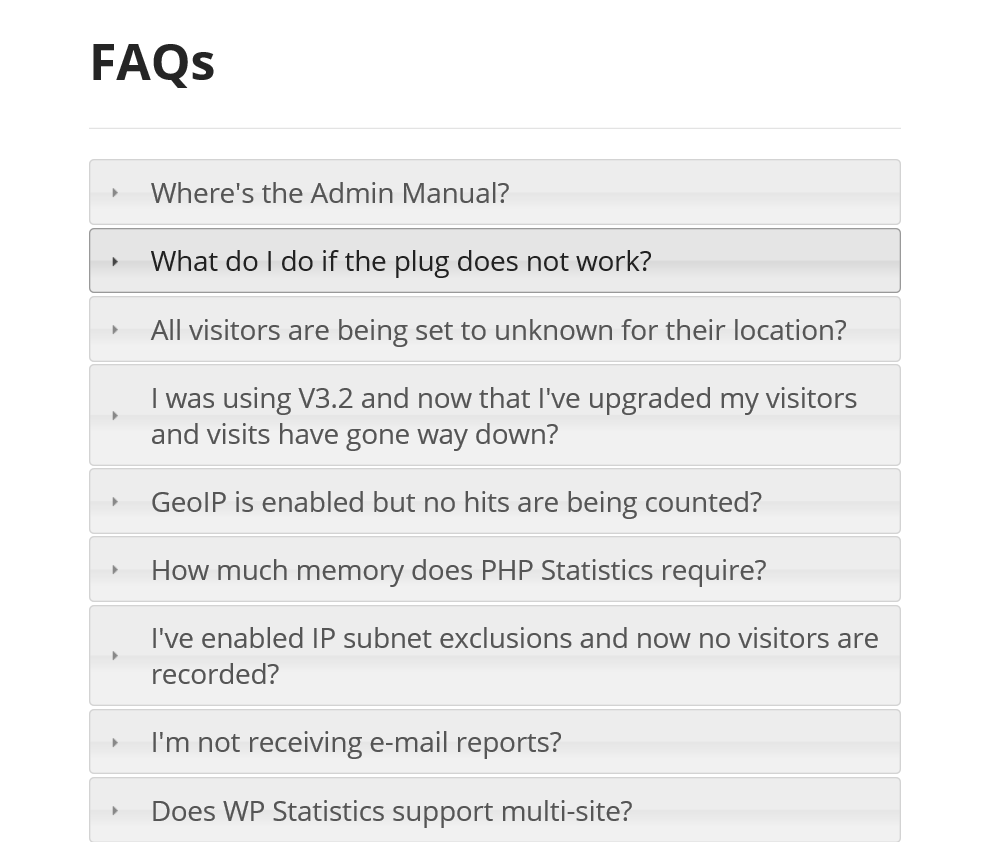 FAQs
Where's the Admin Manual?
What do I do if the plug does not work?
All visitors are being set to unknown for their location?
I was using V3.2 and now that I've upgraded my visitors
and visits have gone way down?
GeoIP is enabled but no hits are being counted?
How much memory does PHP Statistics require?
I've enabled IP subnet exclusions and now no visitors are
recorded?
I'm not receiving e-mail reports?
Does WP Statistics support multi-site?